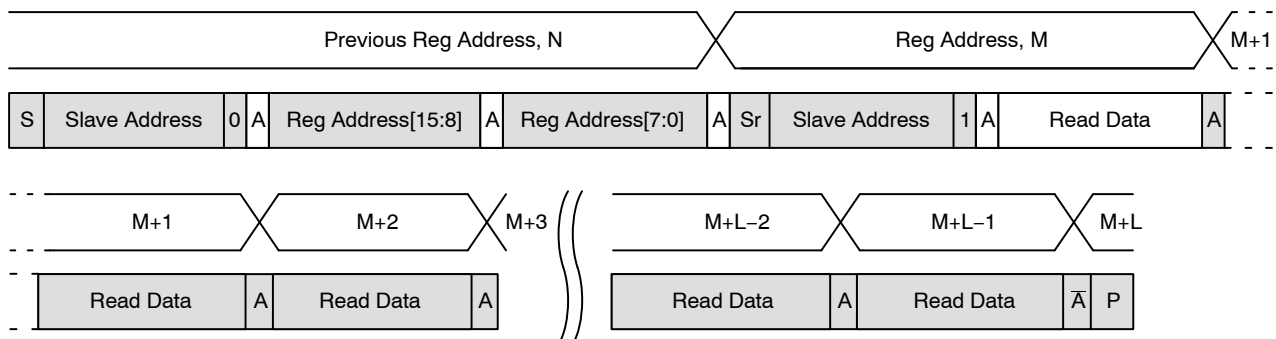 Previous Reg Address, N Reg Address, M M+1
S Slave Address 0 A Reg Address[15:8] A Reg Address[7:0] A Sr Slave Address 1 A Read Data A
M+1 M+2 M+3 M+L−2 M+L−1 M+L
Read Data A Read Data A Read Data A Read Data A̅ P